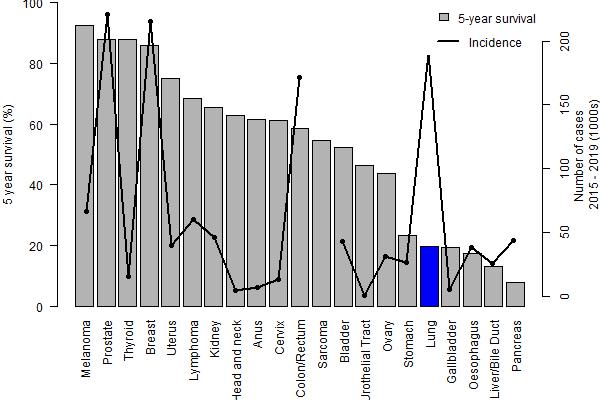 5-year survival
Incidence
5 year survival (%)
100
80
60
40
20
0
200
150
100
50
0
Number of cases
2015 - 2019 (1000s)
Melanoma
Prostate
Thyroid
Breast
Uterus
Lymphoma
Kidney
Head and neck
Anus
Cervix
Colon/Rectum
Sarcoma
Bladder
Urothelial Tract
Ovary
Stomach
Lung
Gallbladder
Oesophagus
Liver/Bile Duct
Pancreas